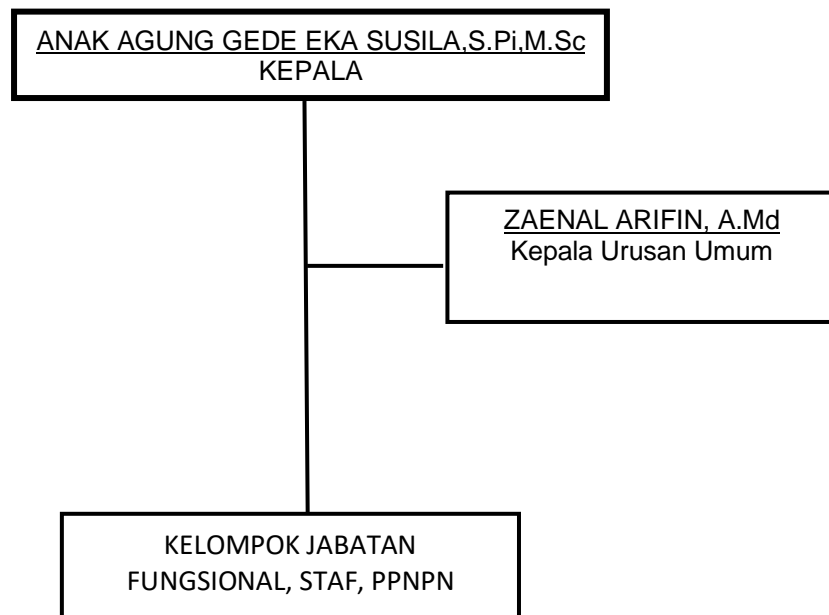 ANAK AGUNG GEDE EKA SUSILA,S.Pi,M.Sc
KEPALA
ZAENAL ARIFIN, A.Md
Kepala Urusan Umum
KELOMPOK JABATAN
FUNGSIONAL, STAF, PPNPN